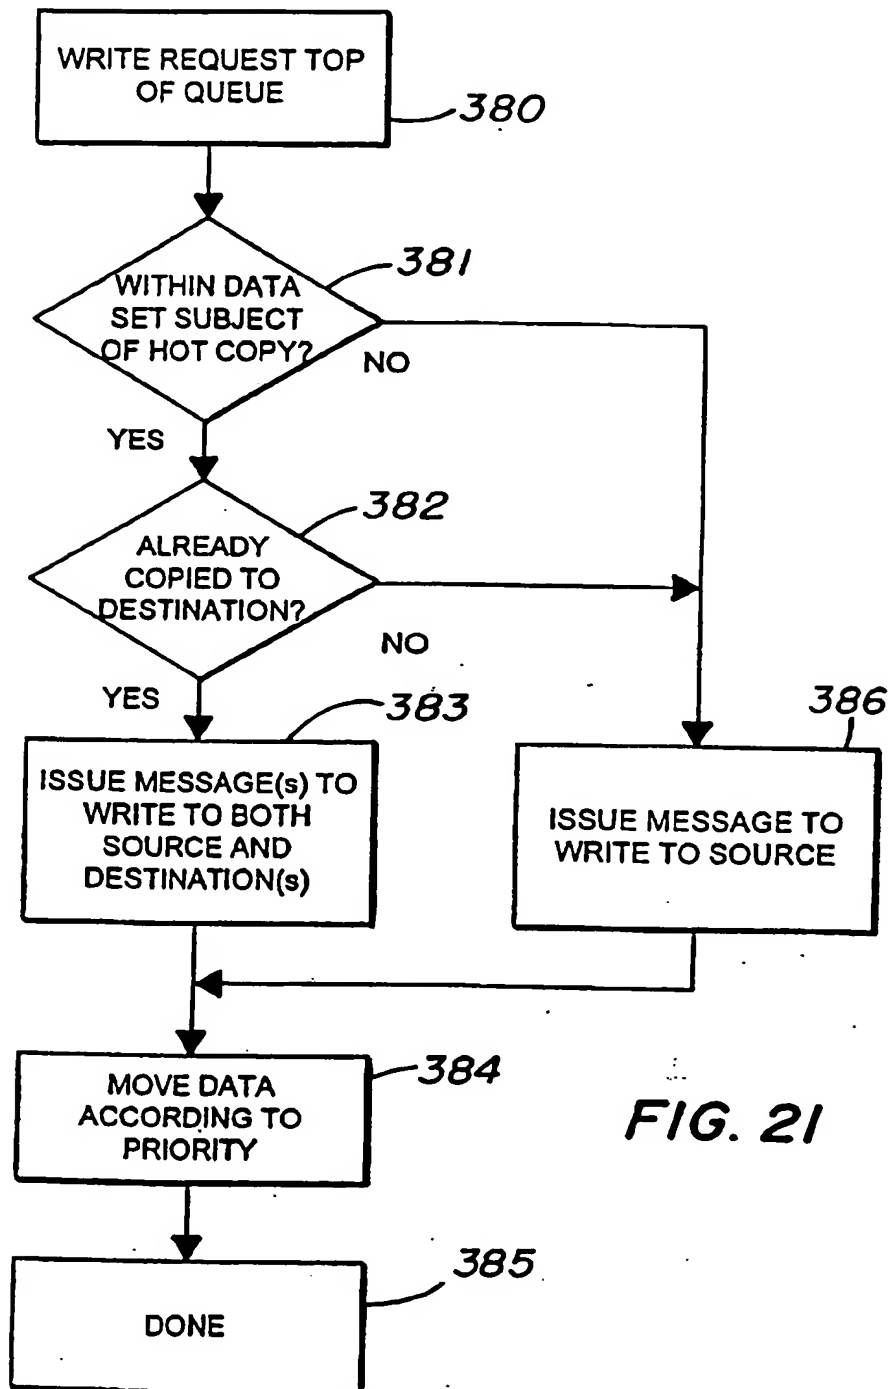 WRITE REQUEST TOP
OF QUEUE
380
381
WITHIN DATA
SET SUBJECT
OF HOT COPY?
NO
YES
382
ALREADY
COPIED TO
DESTINATION?
NO
YES
383
386
ISSUE MESSAGE(s) TO
WRITE TO BOTH
SOURCE AND
DESTINATION(s)
ISSUE MESSAGE TO
WRITE TO SOURCE
384
MOVE DATA
ACCORDING TO
PRIORITY
FIG. 21
385
DONE